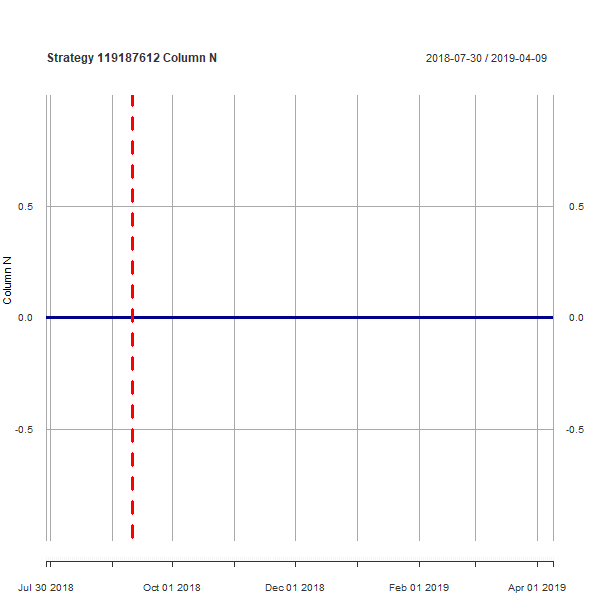 Strategy 119187612 Column N
2018-07-30 / 2019-04-09
0.5
0.5
Column N
0.0
0.0
-0.5
-0.5
Jul 30 2018
Oct 01 2018
Dec 01 2018
Feb 01 2019
Apr 01 2019